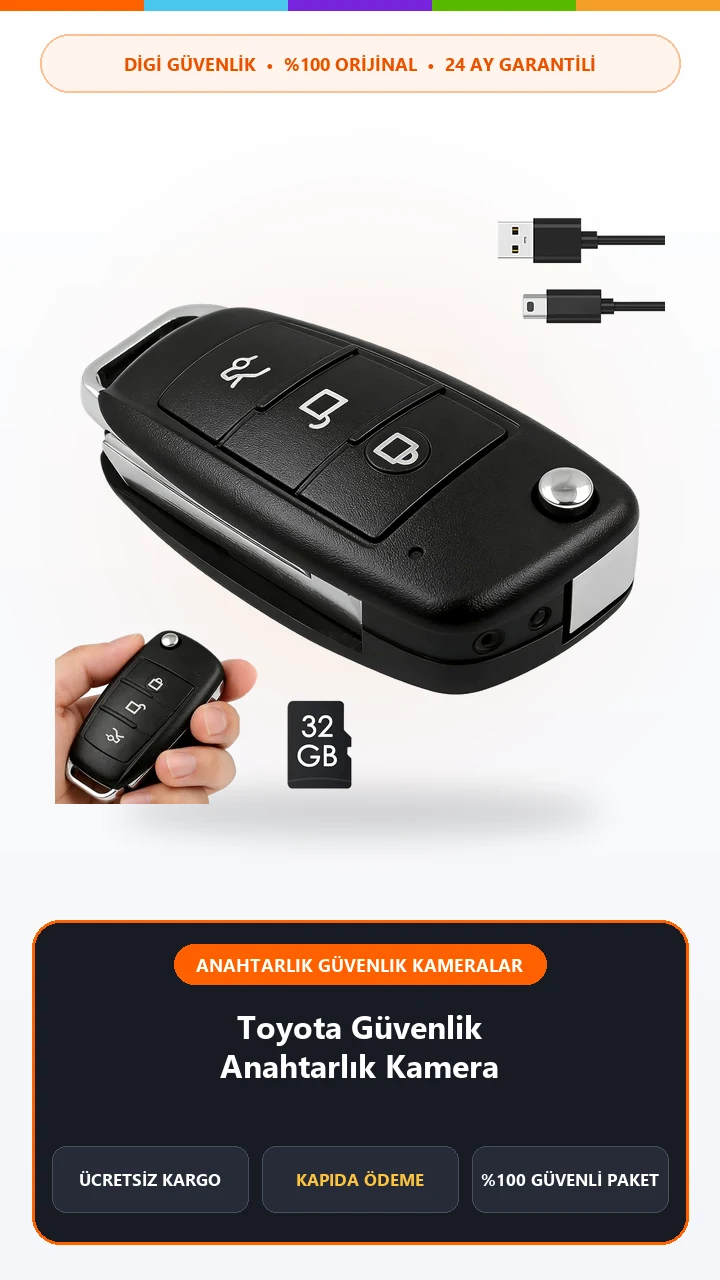 DİGİ GÜVENLİK • %100 ORİJİNAL • 24 AY GARANTİLİ
32
GB
ANAHTARLIK GÜVENLIK KAMERALAR
Toyota Güvenlik
Anahtarlık Kamera
ÜCRETSİZ KARGO
KAPIDA ÖDEME
%100 GÜVENLİ PAKET